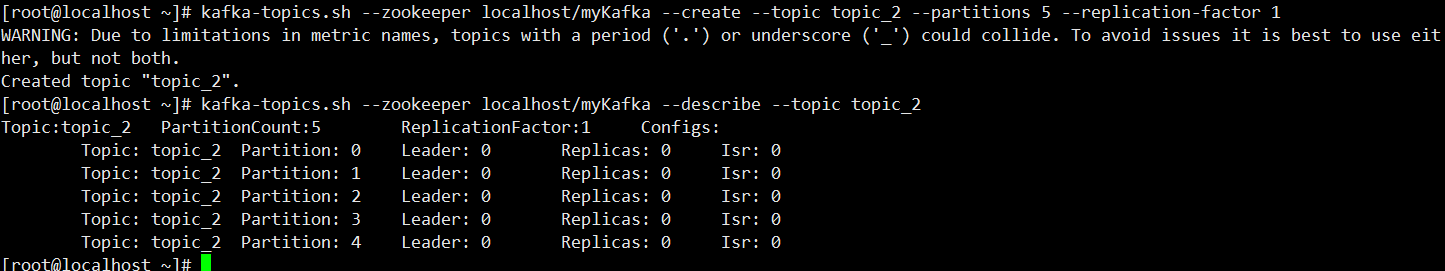 [root@localhost ~]# kafka-topics.sh --zookeeper localhost/myKafka --create --topic topic_2 --partitions 5 --replication-factor 1
WARNING: Due to limitations in metric names, topics with a period ('.') or underscore ('_') could collide. To avoid issues it is best to use eit
her, but not both.
Created topic "topic_2".
[root@localhost ~]# kafka-topics.sh --zookeeper localhost/myKafka --describe --topic topic_2
Topic:topic_2   PartitionCount:5        ReplicationFactor:1     Configs:
        Topic: topic_2  Partition: 0    Leader: 0       Replicas: 0     Isr: 0
        Topic: topic_2  Partition: 1    Leader: 0       Replicas: 0     Isr: 0
        Topic: topic_2  Partition: 2    Leader: 0       Replicas: 0     Isr: 0
        Topic: topic_2  Partition: 3    Leader: 0       Replicas: 0     Isr: 0
        Topic: topic_2  Partition: 4    Leader: 0       Replicas: 0     Isr: 0
[root@localhost ~]#